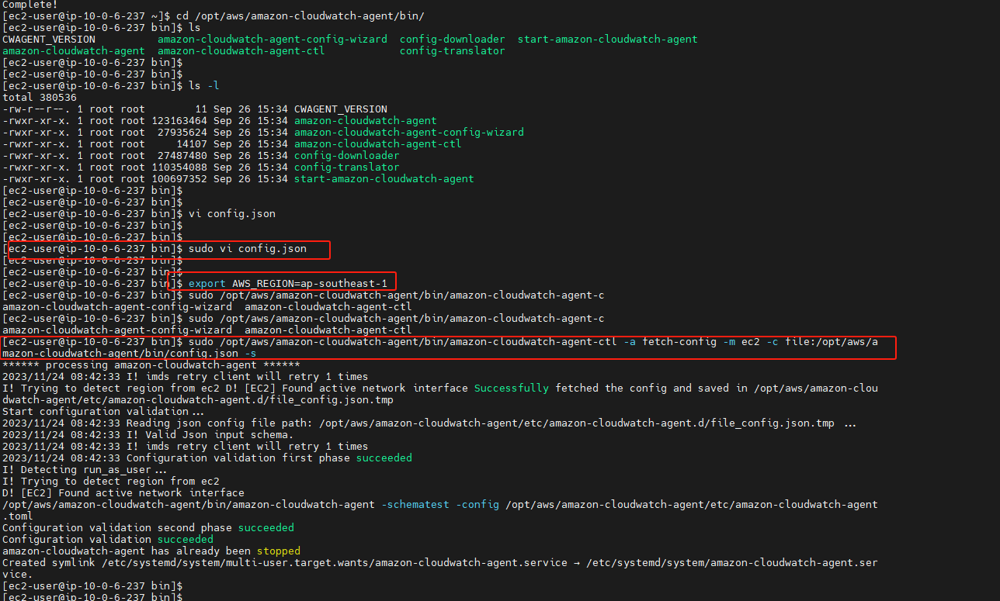 Complete!
[ec2-user@ip-10-0-6-237 ~]$ cd /opt/aws/amazon-cloudwatch-agent/bin/
[ec2-user@ip-10-0-6-237 bin]$ ls
CWAGENT_VERSION          amazon-cloudwatch-agent-config-wizard  config-downloader  start-amazon-cloudwatch-agent
amazon-cloudwatch-agent  amazon-cloudwatch-agent-ctl            config-translator
[ec2-user@ip-10-0-6-237 bin]$
[ec2-user@ip-10-0-6-237 bin]$
[ec2-user@ip-10-0-6-237 bin]$ ls -l
total 380536
-rw-r--r--. 1 root root        11 Sep 26 15:34 CWAGENT_VERSION
-rwxr-xr-x. 1 root root 123163464 Sep 26 15:34 amazon-cloudwatch-agent
-rwxr-xr-x. 1 root root  27935624 Sep 26 15:34 amazon-cloudwatch-agent-config-wizard
-rwxr-xr-x. 1 root root     14107 Sep 26 15:34 amazon-cloudwatch-agent-ctl
-rwxr-xr-x. 1 root root  27487480 Sep 26 15:34 config-downloader
-rwxr-xr-x. 1 root root 110354088 Sep 26 15:34 config-translator
-rwxr-xr-x. 1 root root 100697352 Sep 26 15:34 start-amazon-cloudwatch-agent
[ec2-user@ip-10-0-6-237 bin]$
[ec2-user@ip-10-0-6-237 bin]$
[ec2-user@ip-10-0-6-237 bin]$ vi config.json
[ec2-user@ip-10-0-6-237 bin]$
[ec2-user@ip-10-0-6-237 bin]$
[ec2-user@ip-10-0-6-237 bin]$ sudo vi config.json
[ec2-user@ip-10-0-6-237 bin]$
[ec2-user@ip-10-0-6-237 bin]$
[ec2-user@ip-10-0-6-237 bin]$ export AWS_REGION=ap-southeast-1
[ec2-user@ip-10-0-6-237 bin]$ sudo /opt/aws/amazon-cloudwatch-agent/bin/amazon-cloudwatch-agent-c
amazon-cloudwatch-agent-config-wizard  amazon-cloudwatch-agent-ctl
[ec2-user@ip-10-0-6-237 bin]$ sudo /opt/aws/amazon-cloudwatch-agent/bin/amazon-cloudwatch-agent-c
amazon-cloudwatch-agent-config-wizard  amazon-cloudwatch-agent-ctl
[ec2-user@ip-10-0-6-237 bin]$ sudo /opt/aws/amazon-cloudwatch-agent/bin/amazon-cloudwatch-agent-ctl -a fetch-config -m ec2 -c file:/opt/aws/a
mazon-cloudwatch-agent/bin/config.json -s
****** processing amazon-cloudwatch-agent ******
2023/11/24 08:42:33 I! imds retry client will retry 1 times
I! Trying to detect region from ec2 D! [EC2] Found active network interface Successfully fetched the config and saved in /opt/aws/amazon-clou
dwatch-agent/etc/amazon-cloudwatch-agent.d/file_config.json.tmp
Start configuration validation...
2023/11/24 08:42:33 Reading json config file path: /opt/aws/amazon-cloudwatch-agent/etc/amazon-cloudwatch-agent.d/file_config.json.tmp ...
2023/11/24 08:42:33 I! Valid Json input schema.
2023/11/24 08:42:33 I! imds retry client will retry 1 times
2023/11/24 08:42:33 Configuration validation first phase succeeded
I! Detecting run_as_user...
I! Trying to detect region from ec2
D! [EC2] Found active network interface
/opt/aws/amazon-cloudwatch-agent/bin/amazon-cloudwatch-agent -schematest -config /opt/aws/amazon-cloudwatch-agent/etc/amazon-cloudwatch-agent
.toml
Configuration validation second phase succeeded
Configuration validation succeeded
amazon-cloudwatch-agent has already been stopped
Created symlink /etc/systemd/system/multi-user.target.wants/amazon-cloudwatch-agent.service → /etc/systemd/system/amazon-cloudwatch-agent.ser
vice.
[ec2-user@ip-10-0-6-237 bin]$
[ec2-user@ip-10-0-6-237 bin]$